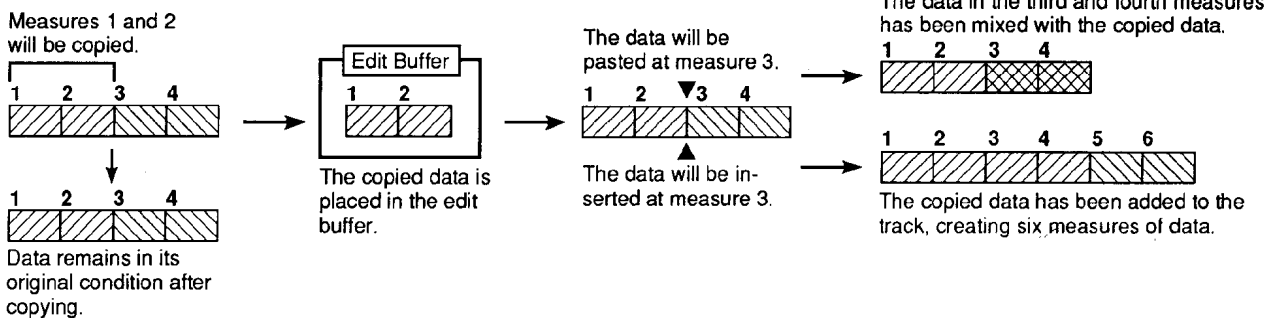 Measures 1 and 2
will be copied.
1 2 3 4
1 2 3 4
Data remains in its
original condition after
copying.
Edit Buffer
1 2
The copied data is
placed in the edit
buffer.
The data will be
pasted at measure 3.
1 2 3 4
The data will be in-
serted at measure 3.
The data in the third and fourth measures
has been mixed with the copied data.
1 2 3 4
1 2 3 4 5 6
The copied data has been added to the
track, creating six measures of data.